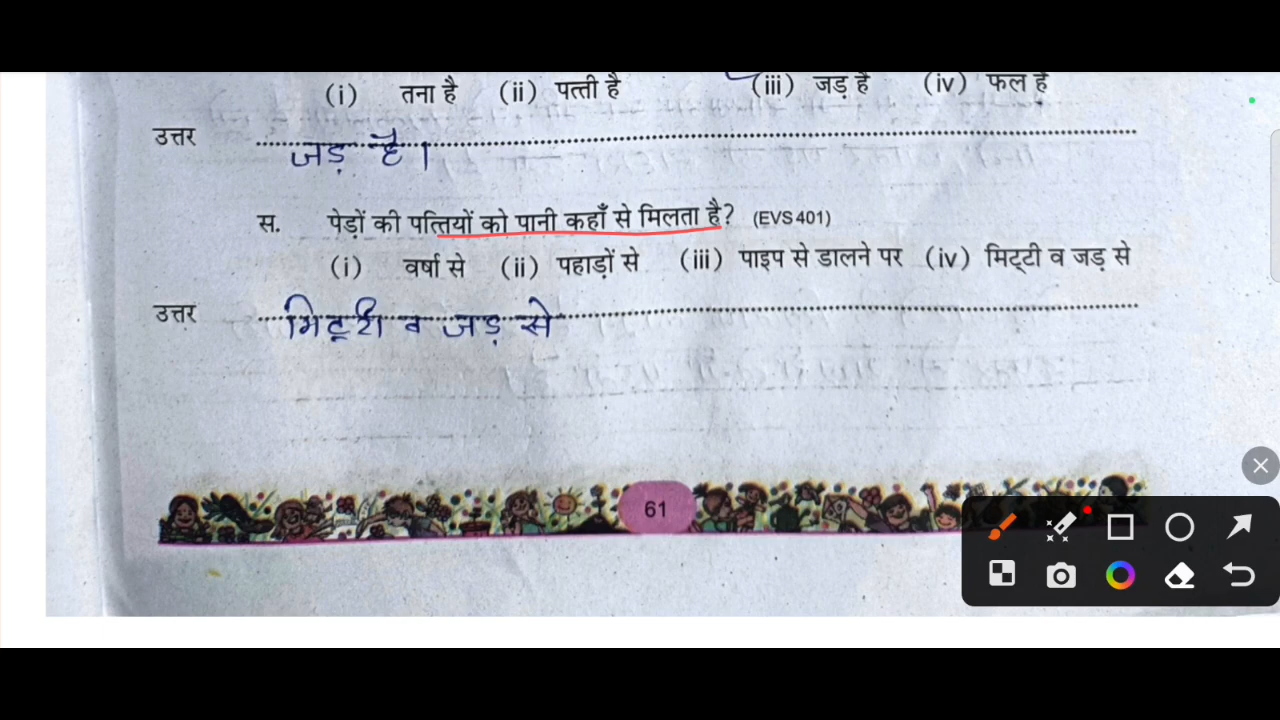 (i) तना है (ii) पत्ती है (iii) जड़ है (iv) फल है
उत्तर जड़ है।
स. पेड़ों की पत्तियों को पानी कहाँ से मिलता है? (EVS 401)
(i) वर्षा से (ii) पहाड़ों से (iii) पाइप से डालने पर (iv) मिट्टी व जड़ से
उत्तर मिट्टी व जड़ से
61